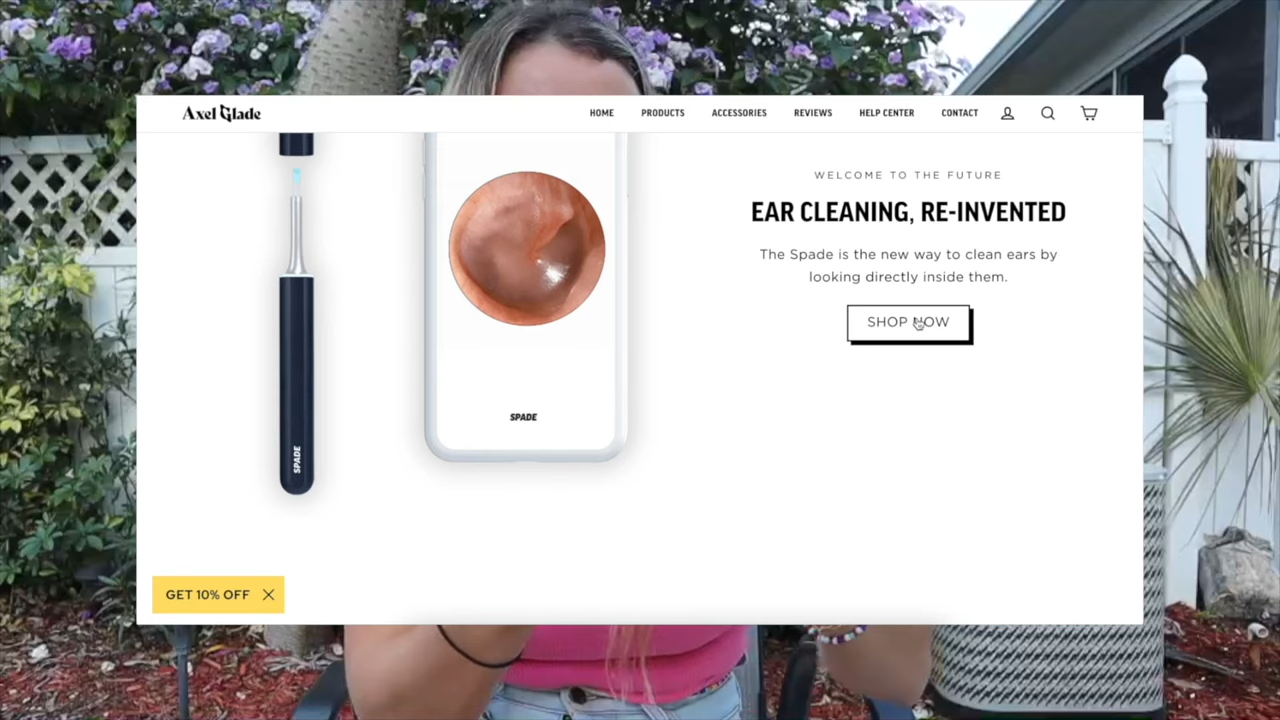 Axel Glade
HOME
PRODUCTS
ACCESSORIES
REVIEWS
HELP CENTER
CONTACT
WELCOME TO THE FUTURE
EAR CLEANING, RE-INVENTED
The Spade is the new way to clean ears by
looking directly inside them.
SHOP NOW
SPADE
SPADE
GET 10% OFF